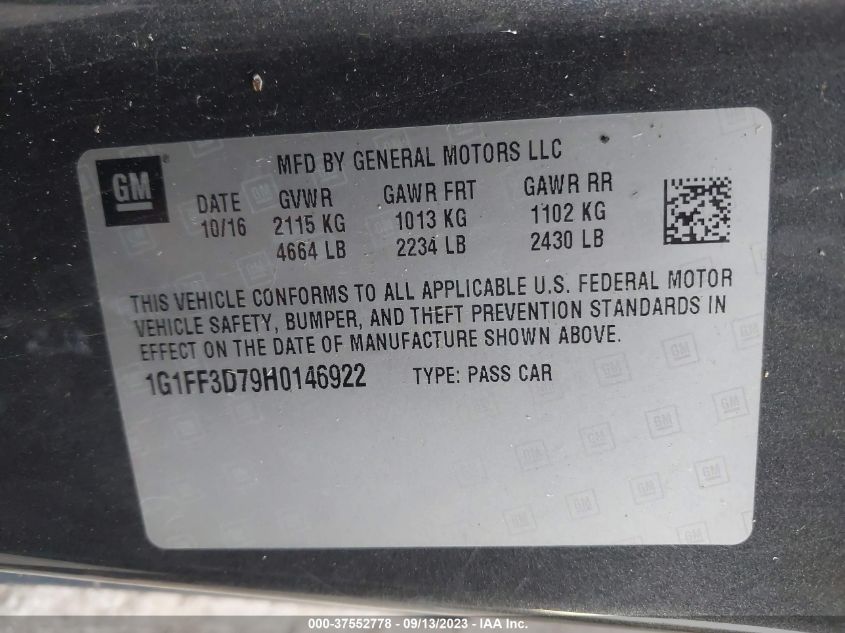 GM
MFD BY GENERAL MOTORS LLC
DATE GVWR GAWR FRT GAWR RR
10/16 2115 KG 1013 KG 1102 KG
4664 LB 2234 LB 2430 LB
THIS VEHICLE CONFORMS TO ALL APPLICABLE U.S. FEDERAL MOTOR
VEHICLE SAFETY, BUMPER, AND THEFT PREVENTION STANDARDS IN
EFFECT ON THE DATE OF MANUFACTURE SHOWN ABOVE.
1G1FF3D79H0146922 TYPE: PASS CAR
000-37552778 - 09/13/2023 - © IAA, Inc.